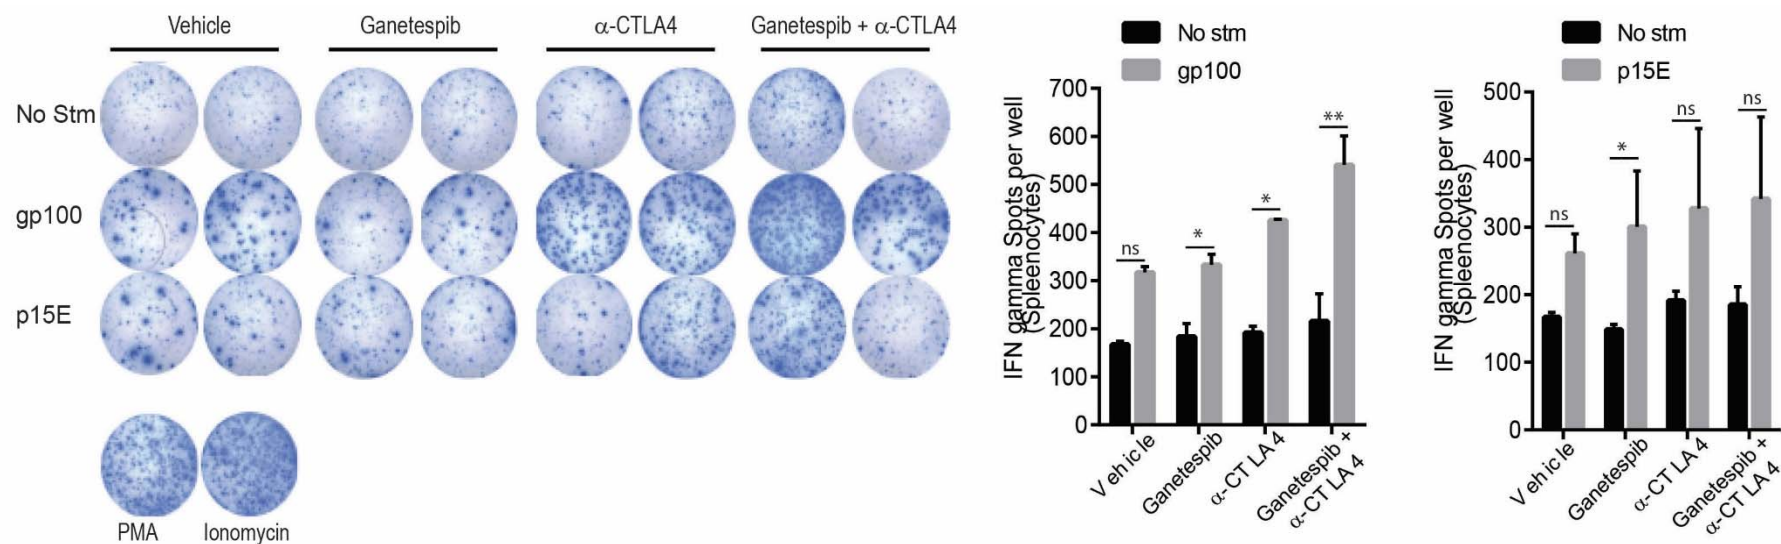 Vehicle Ganetespib α-CTLA4 Ganetespib + α-CTLA4
No Stm
gp100
p15E
PMA Ionomycin
No stm
gp100
IFN gamma Spots per well
(Spleenocytes)
700
600
500
400
300
200
100
0
ns
*
*
**
Vehicle
Ganetespib
α-CTLA4
Ganetespib +
α-CTLA4
No stm
p15E
IFN gamma Spots per well
(Spleenocytes)
500
400
300
200
100
0
ns
*
ns
ns
Vehicle
Ganetespib
α-CTLA4
Ganetespib +
α-CTLA4